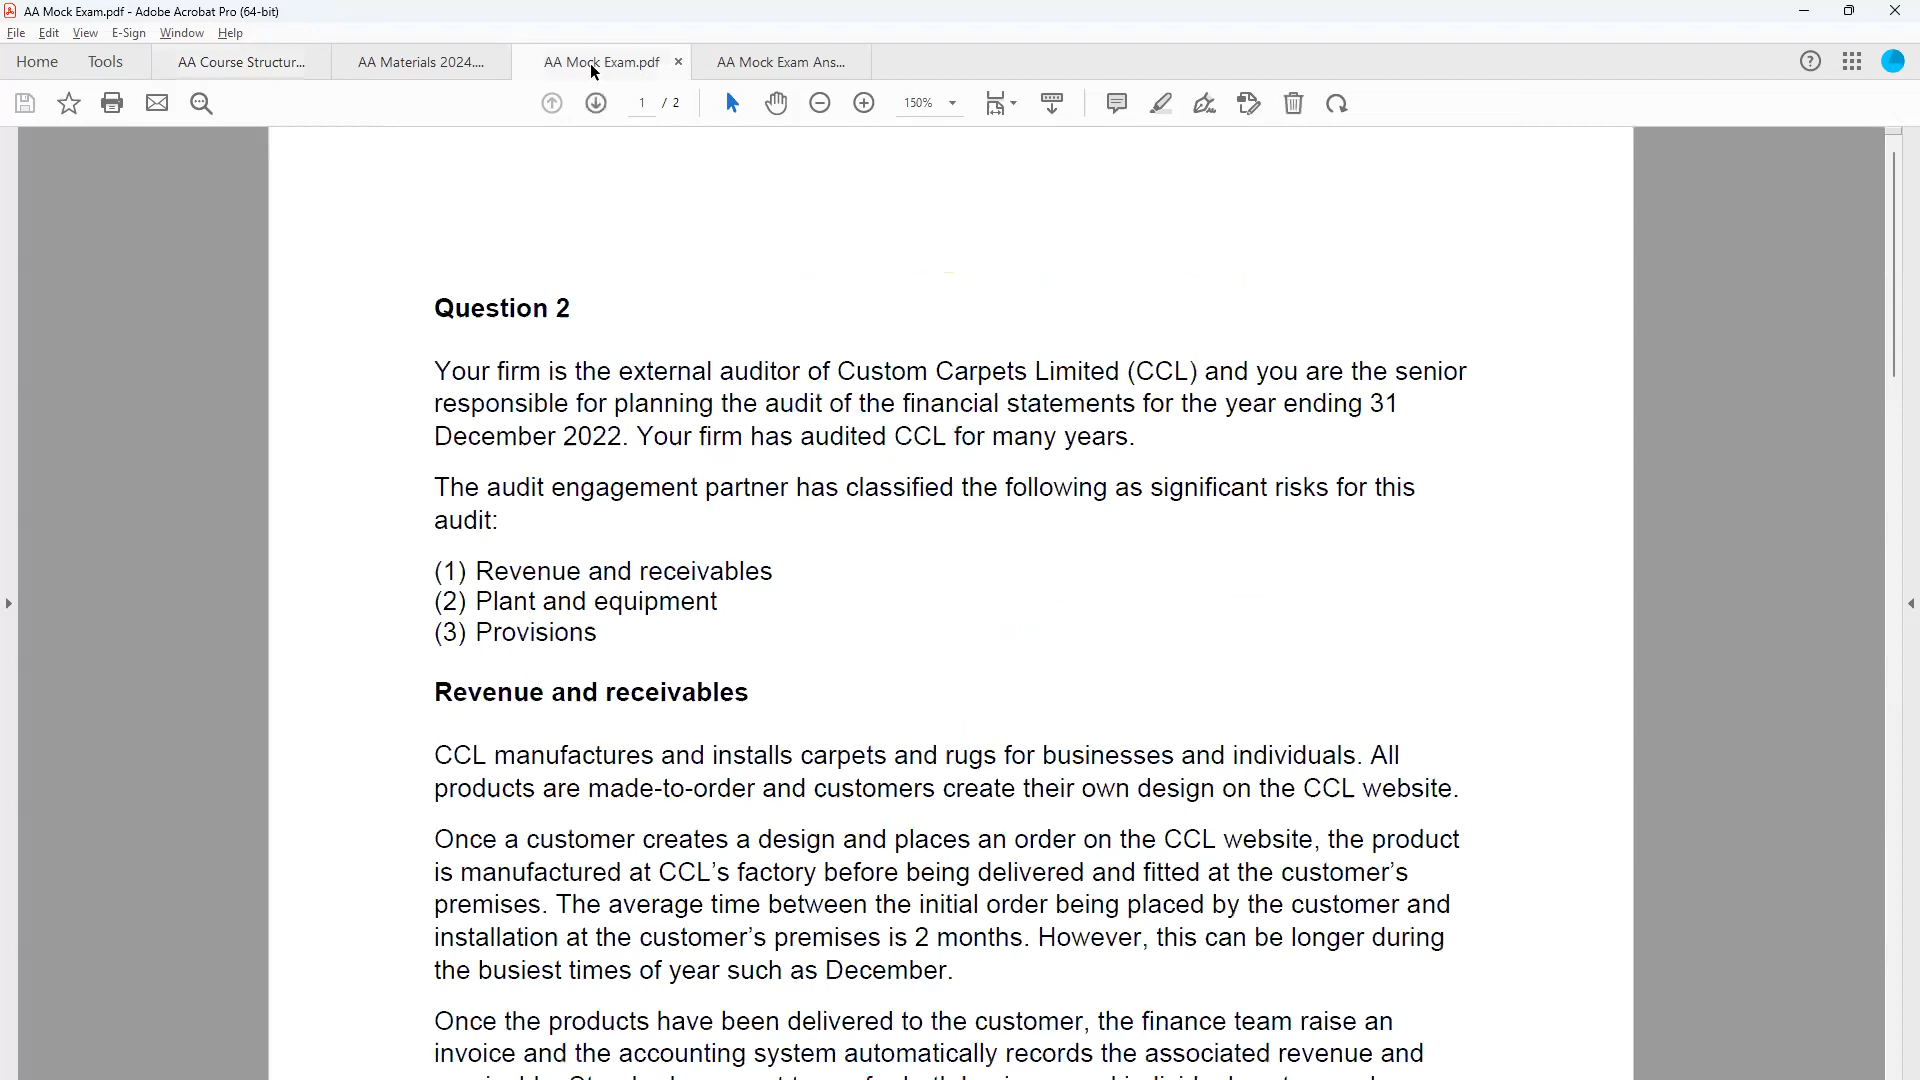 AA Mock Exam.pdf - Adobe Acrobat Pro (64-bit)
File Edit View E-Sign Window Help
Home Tools AA Course Structur... AA Materials 2024.... AA Mock Exam.pdf × AA Mock Exam Ans...
1 / 2 150%
Question 2
Your firm is the external auditor of Custom Carpets Limited (CCL) and you are the senior
responsible for planning the audit of the financial statements for the year ending 31
December 2022. Your firm has audited CCL for many years.
The audit engagement partner has classified the following as significant risks for this
audit:
(1) Revenue and receivables
(2) Plant and equipment
(3) Provisions
Revenue and receivables
CCL manufactures and installs carpets and rugs for businesses and individuals. All
products are made-to-order and customers create their own design on the CCL website.
Once a customer creates a design and places an order on the CCL website, the product
is manufactured at CCL's factory before being delivered and fitted at the customer's
premises. The average time between the initial order being placed by the customer and
installation at the customer's premises is 2 months. However, this can be longer during
the busiest times of year such as December.
Once the products have been delivered to the customer, the finance team raise an
invoice and the accounting system automatically records the associated revenue and